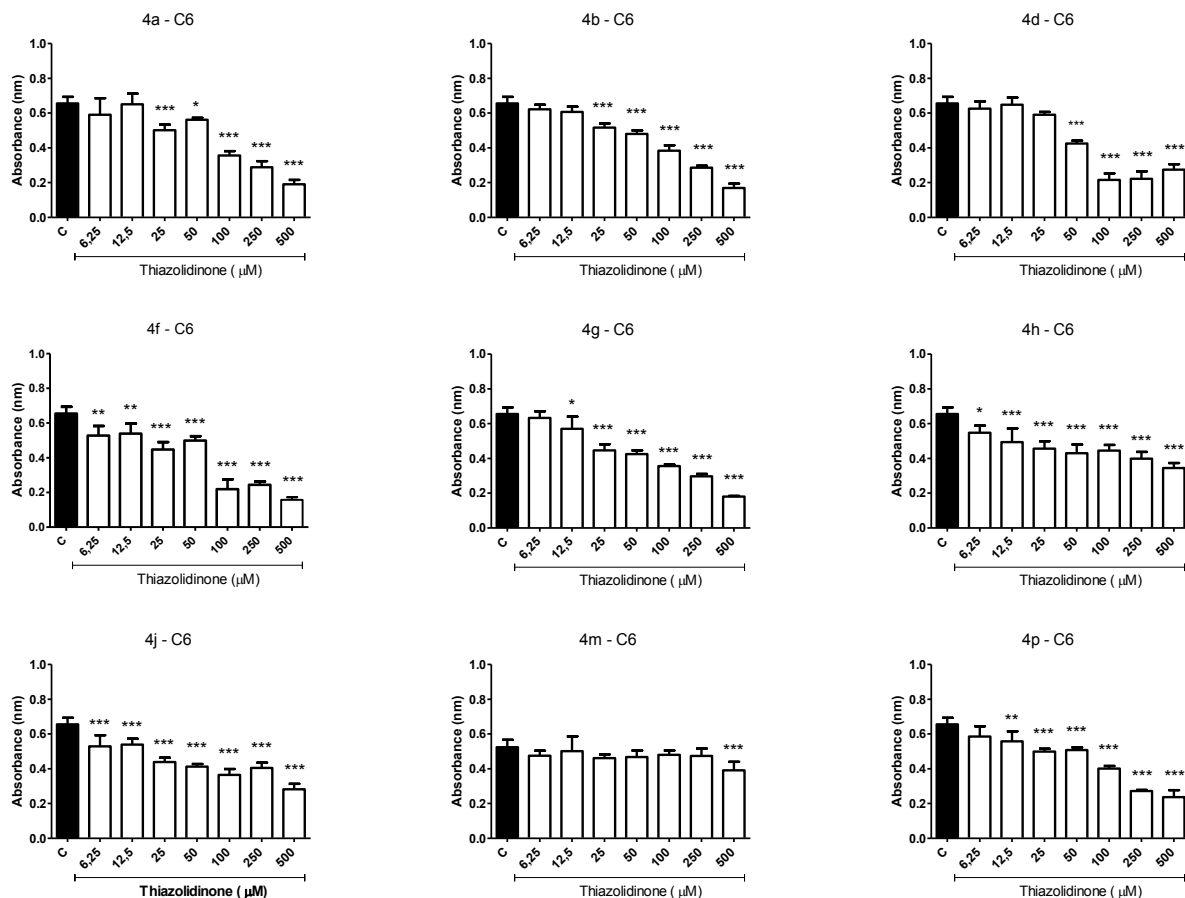 4a - C6
1.0
0.8
0.6
0.4
0.2
0.0
Absorbance (nm)
*** * *** *** ***
C 6,25 12,5 25 50 100 250 500
Thiazolidinone ( µM)
4b - C6
1.0
0.8
0.6
0.4
0.2
0.0
Absorbance (nm)
*** *** *** *** ***
C 6,25 12,5 25 50 100 250 500
Thiazolidinone ( µM)
4d - C6
1.0
0.8
0.6
0.4
0.2
0.0
Absorbance (nm)
*** *** *** ***
C 6,25 12,5 25 50 100 250 500
Thiazolidinone ( µM)
4f - C6
1.0
0.8
0.6
0.4
0.2
0.0
Absorbance (nm)
** ** *** *** *** *** ***
C 6,25 12,5 25 50 100 250 500
Thiazolidinone (µM)
4g - C6
1.0
0.8
0.6
0.4
0.2
0.0
Absorbance (nm)
* *** *** *** *** ***
C 6,25 12,5 25 50 100 250 500
Thiazolidinone ( µM)
4h - C6
1.0
0.8
0.6
0.4
0.2
0.0
Absorbance (nm)
* *** *** *** *** *** ***
C 6,25 12,5 25 50 100 250 500
Thiazolidinone ( µM)
4j - C6
1.0
0.8
0.6
0.4
0.2
0.0
Absorbance (nm)
*** *** *** *** *** *** ***
C 6,25 12,5 25 50 100 250 500
Thiazolidinone ( µM)
4m - C6
1.0
0.8
0.6
0.4
0.2
0.0
Absorbance (nm)
***
C 6,25 12,5 25 50 100 250 500
Thiazolidinone ( µM)
4p - C6
1.0
0.8
0.6
0.4
0.2
0.0
Absorbance (nm)
** *** *** *** *** ***
C 6,25 12,5 25 50 100 250 500
Thiazolidinone ( µM)